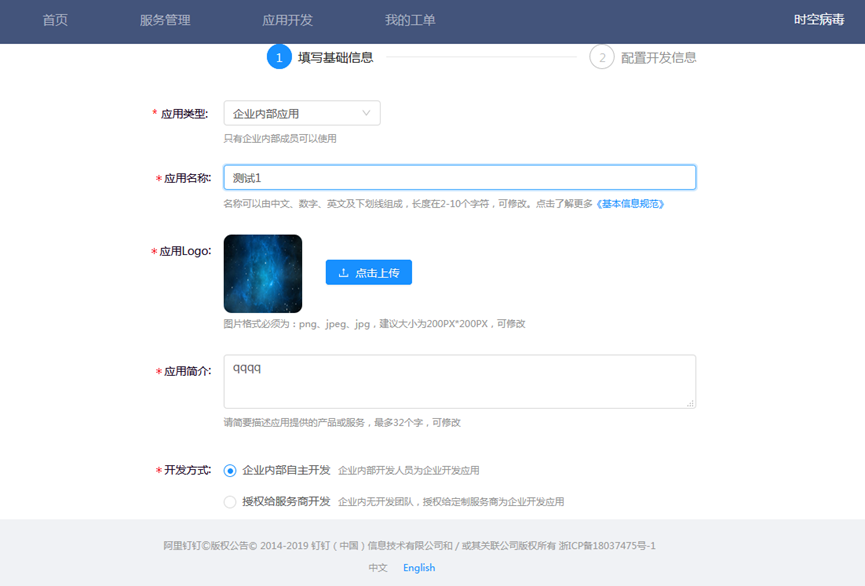 首页 服务管理 应用开发 我的工单 时空病毒
1 填写基础信息 2 配置开发信息
* 应用类型: 企业内部应用
只有企业内部成员可以使用
* 应用名称: 测试1
名称可以由中文、数字、英文及下划线组成，长度在2-10个字符，可修改。点击了解更多《基本信息规范》
* 应用Logo: 点击上传
图片格式必须为：png、jpeg、jpg，建议大小为200PX*200PX，可修改
* 应用简介: qqqq
请简要描述应用提供的产品或服务，最多32个字，可修改
* 开发方式: 企业内部自主开发 企业内部开发人员为企业开发应用
授权给服务商开发 企业内无开发团队，授权给定制服务商为企业开发应用
阿里钉钉©版权公告© 2014-2019 钉钉（中国）信息技术有限公司和 / 或其关联公司版权所有 浙ICP备18037475号-1
中文 English